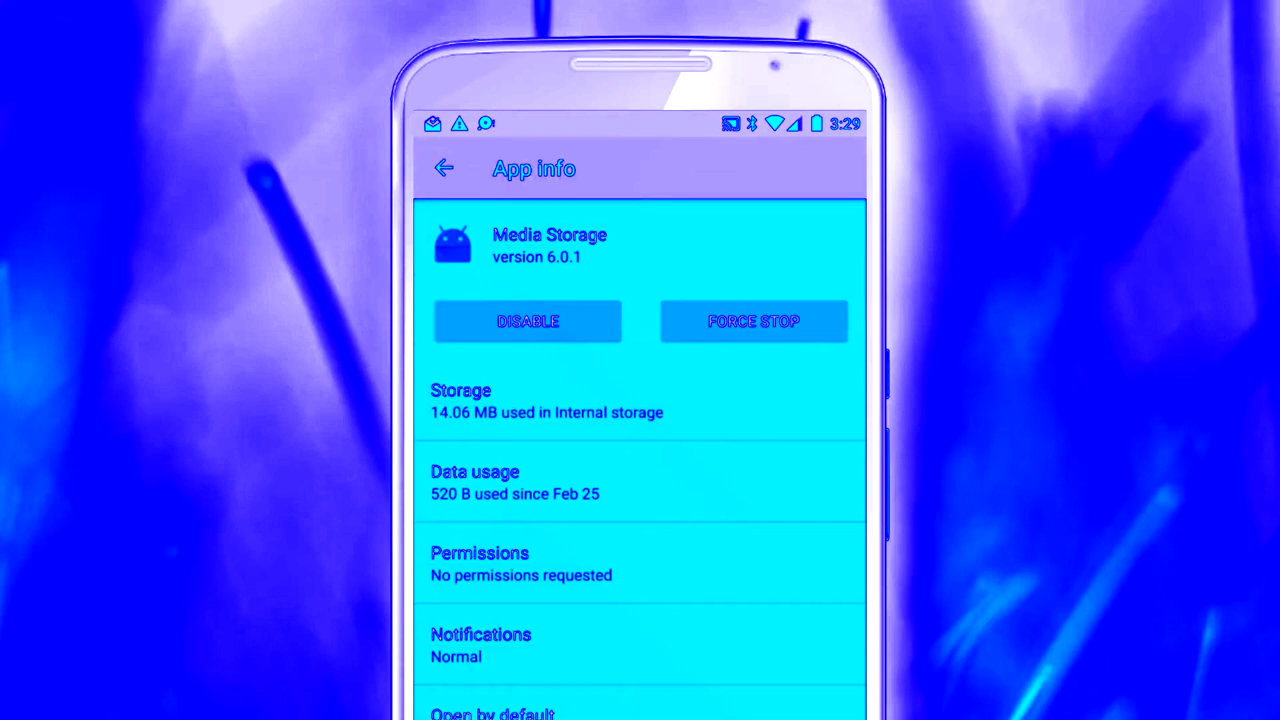 3:29
App info
Media Storage
version 6.0.1
DISABLE
FORCE STOP
Storage
14.06 MB used in Internal storage
Data usage
520 B used since Feb 25
Permissions
No permissions requested
Notifications
Normal
Open by default